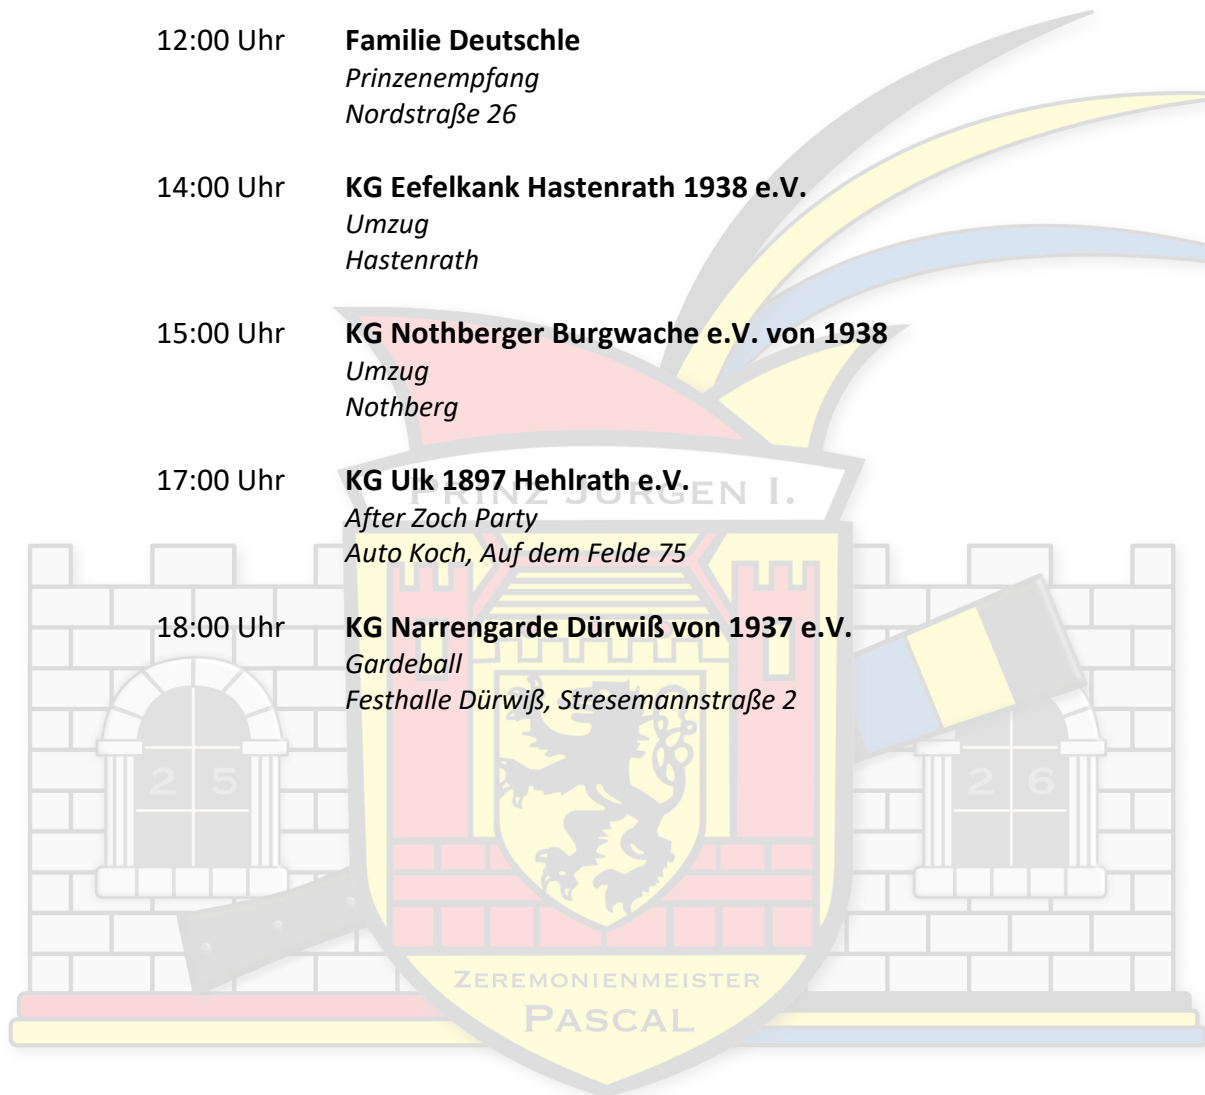 12:00 Uhr Familie Deutschle
Prinzenempfang
Nordstraße 26
14:00 Uhr KG Eefelkank Hastenrath 1938 e.V.
Umzug
Hastenrath
15:00 Uhr KG Nothberger Burgwache e.V. von 1938
Umzug
Nothberg
17:00 Uhr KG Ulk 1897 Hehlrath e.V.
PRINZ JÜRGEN I.
After Zoch Party
Auto Koch, Auf dem Felde 75
18:00 Uhr KG Narrengarde Dürwiß von 1937 e.V.
Gardeball
Festhalle Dürwiß, Stresemannstraße 2
25
26
ZEREMONIENMEISTER
PASCAL